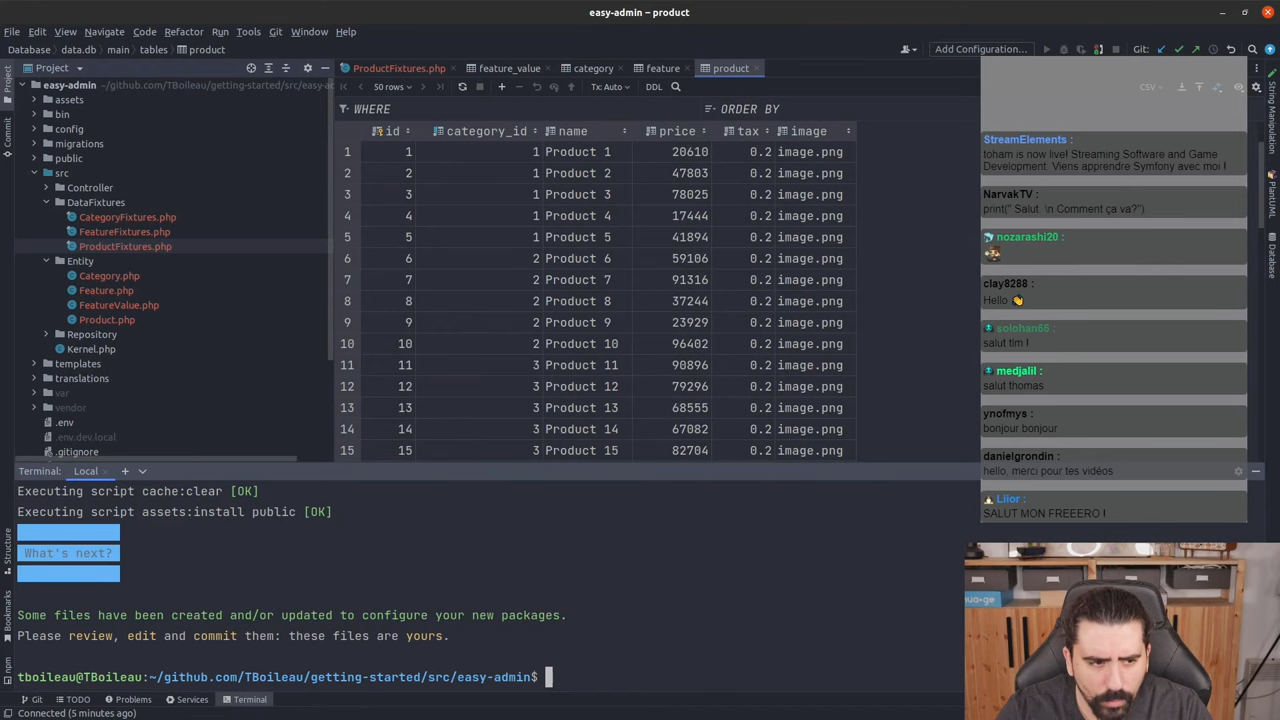 easy-admin – product
File Edit View Navigate Code Refactor Run Tools Git Window Help
Database data.db main tables product
Add Configuration...
Git:
Project
ProductFixtures.php
feature_value
category
feature
product
easy-admin ~/github.com/TBoileau/getting-started/src/easy-ad
assets
bin
config
migrations
public
src
Controller
DataFixtures
CategoryFixtures.php
FeatureFixtures.php
ProductFixtures.php
Entity
Category.php
Feature.php
FeatureValue.php
Product.php
Repository
Kernel.php
templates
translations
var
vendor
.env
.env.dev.local
.gitignore
50 rows
Tx: Auto
DDL
CSV
WHERE
ORDER BY
id category_id name price tax image
1 1 1 Product 1 20610 0.2 image.png
2 2 1 Product 2 47803 0.2 image.png
3 3 1 Product 3 78025 0.2 image.png
4 4 1 Product 4 17444 0.2 image.png
5 5 1 Product 5 41894 0.2 image.png
6 6 2 Product 6 59106 0.2 image.png
7 7 2 Product 7 91316 0.2 image.png
8 8 2 Product 8 37244 0.2 image.png
9 9 2 Product 9 23929 0.2 image.png
10 10 2 Product 10 96402 0.2 image.png
11 11 3 Product 11 90896 0.2 image.png
12 12 3 Product 12 79296 0.2 image.png
13 13 3 Product 13 68555 0.2 image.png
14 14 3 Product 14 67082 0.2 image.png
15 15 3 Product 15 82704 0.2 image.png
StreamElements :
toham is now live! Streaming Software and Game
Development: Viens apprendre Symfony avec moi !
NarvakTV :
print(" Salut. \n Comment ça va?")
nozarashi20 :
clay8288 :
Hello 👋
solohan66 :
salut tim !
medjalil :
salut thomas
ynofmys :
bonjour bonjour
danielgrondin :
hello, merci pour tes vidéos
Liior :
SALUT MON FREEERO !
Project
Commit
Structure
Bookmarks
npm
String Manipulation
PlantUML
Database
Terminal: Local
Executing script cache:clear [OK]
Executing script assets:install public [OK]
What's next?
Some files have been created and/or updated to configure your new packages.
Please review, edit and commit them: these files are yours.
tboileau@TBoileau:~/github.com/TBoileau/getting-started/src/easy-admin$
Git TODO Problems Services Terminal
Connected (5 minutes ago)